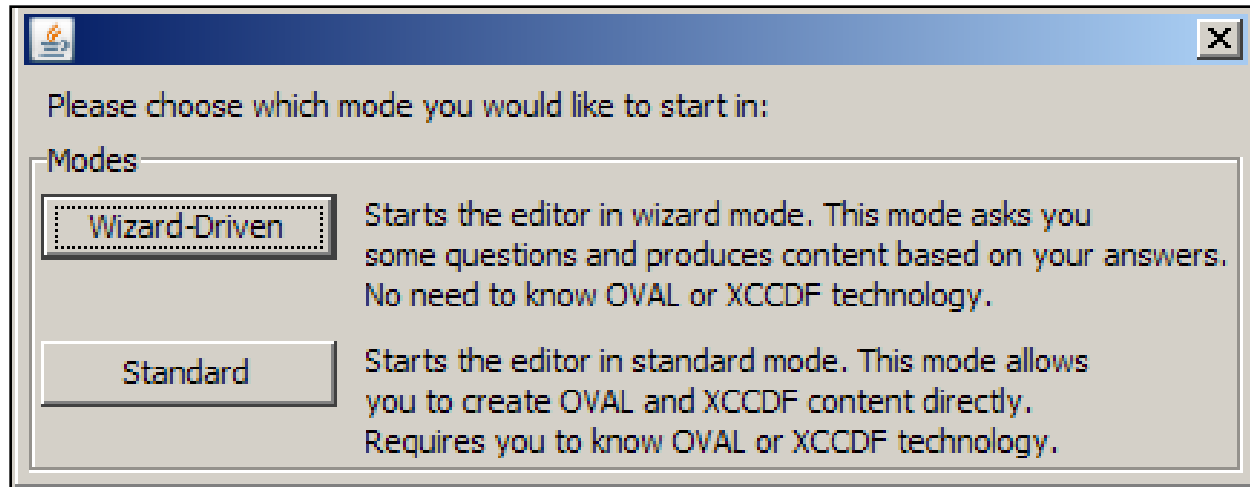 Please choose which mode you would like to start in:
Modes
Wizard-Driven
Starts the editor in wizard mode. This mode asks you
some questions and produces content based on your answers.
No need to know OVAL or XCCDF technology.
Standard
Starts the editor in standard mode. This mode allows
you to create OVAL and XCCDF content directly.
Requires you to know OVAL or XCCDF technology.